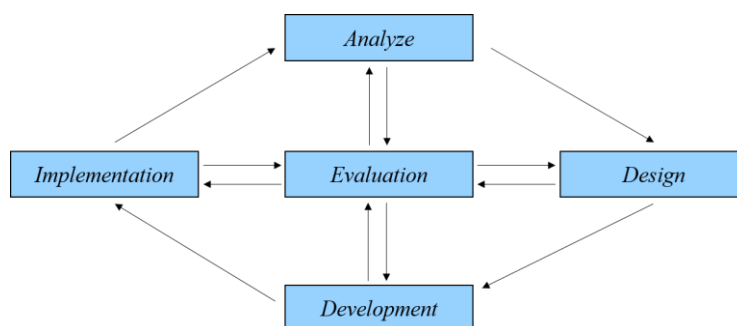 Analyze
Implementation
Evaluation
Design
Development